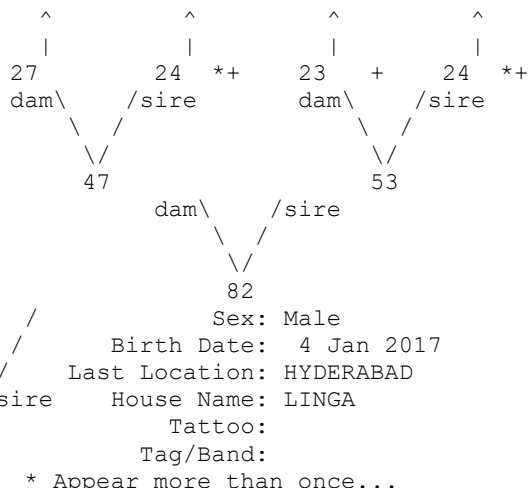 ^ ^ ^ ^
| | | |
27 24 *+ 23 + 24 *+
dam\ /sire dam\ /sire
\ / \ /
\/ \/
47 53
dam\ /sire
\ /
\/
82
/ Sex: Male
/ Birth Date: 4 Jan 2017
/ Last Location: HYDERABAD
sire House Name: LINGA
Tattoo:
Tag/Band:
* Appear more than once...